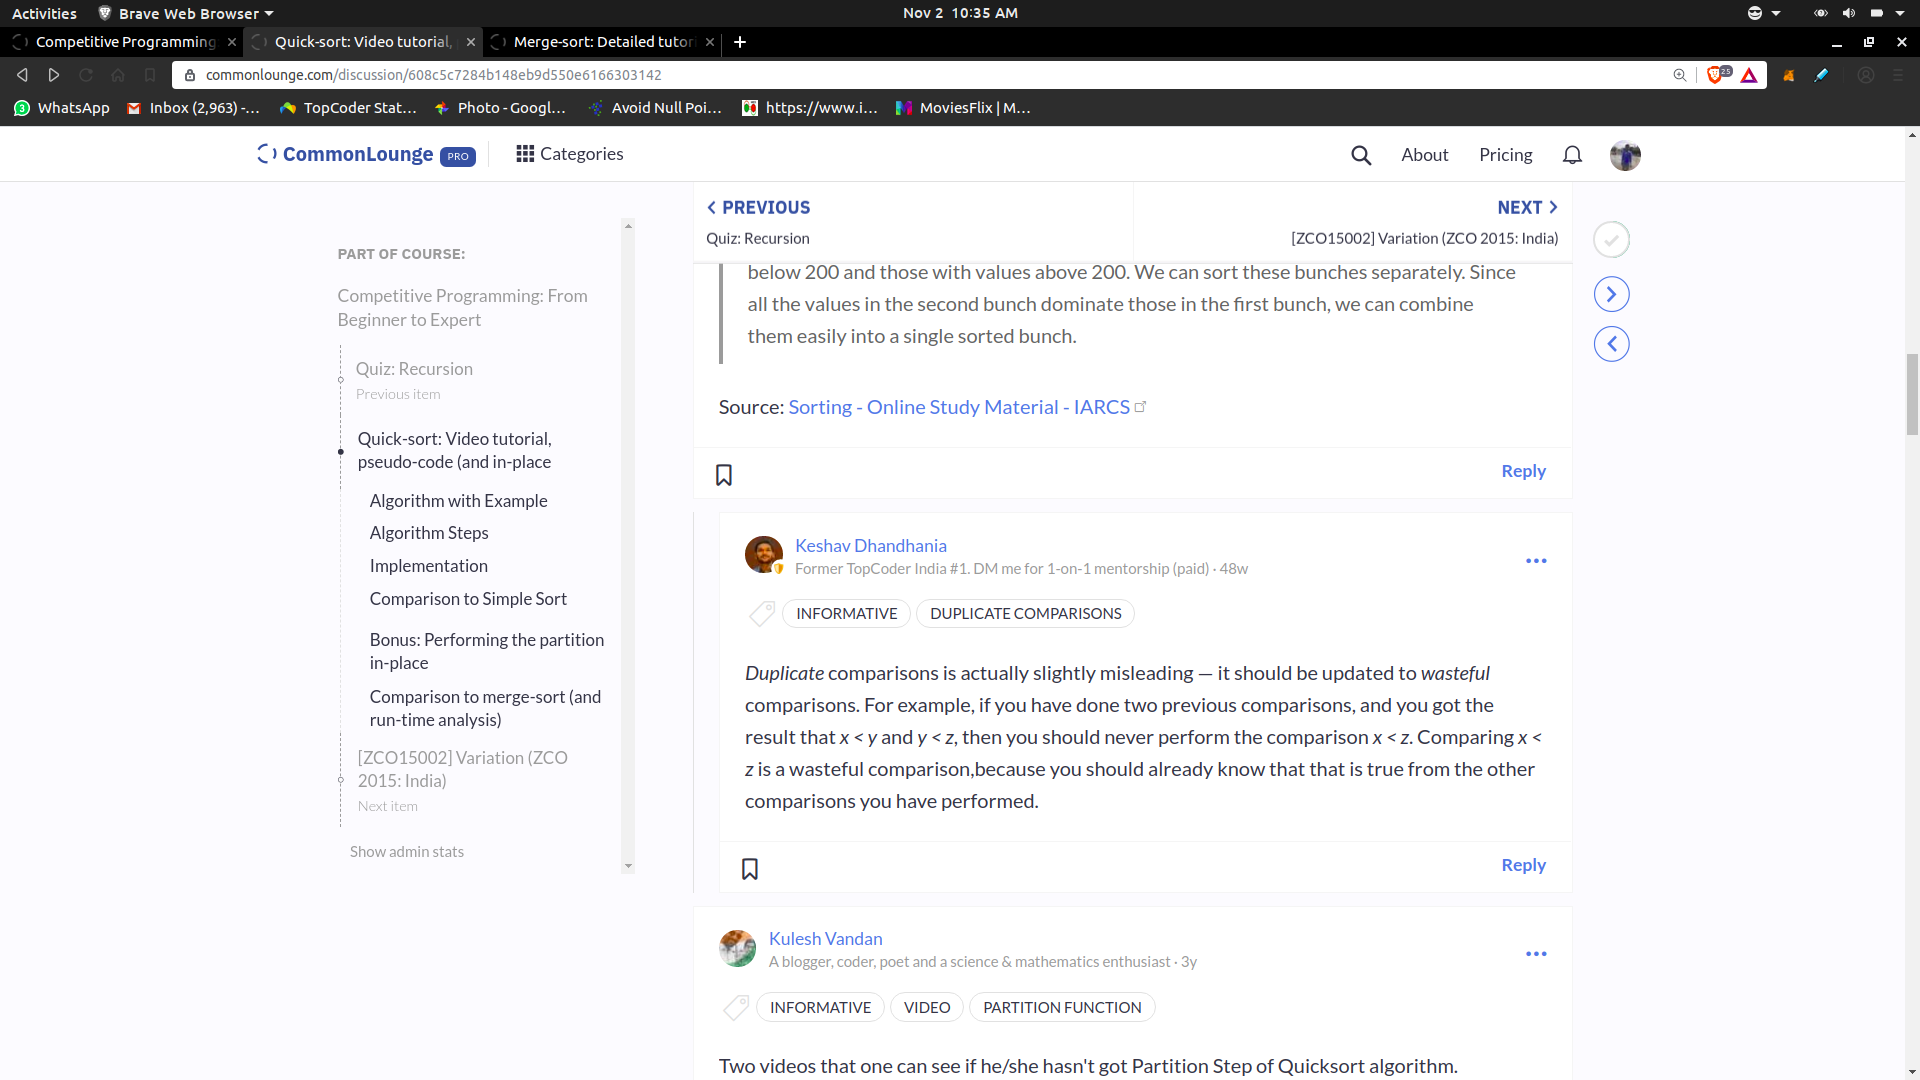 Activities
Brave Web Browser
Nov 2 10:35 AM
Competitive Programming
Quick-sort: Video tutorial,
Merge-sort: Detailed tutor
commonlounge.com/discussion/608c5c7284b148eb9d550e6166303142
25
WhatsApp
Inbox (2,963) -...
TopCoder Stat...
Photo - Googl...
Avoid Null Poi...
https://www.i...
MoviesFlix | M...
CommonLounge PRO
Categories
About
Pricing
PREVIOUS
NEXT
Quiz: Recursion
[ZCO15002] Variation (ZCO 2015: India)
PART OF COURSE:
Competitive Programming: From
Beginner to Expert
Quiz: Recursion
Previous item
Quick-sort: Video tutorial,
pseudo-code (and in-place
Algorithm with Example
Algorithm Steps
Implementation
Comparison to Simple Sort
Bonus: Performing the partition
in-place
Comparison to merge-sort (and
run-time analysis)
[ZCO15002] Variation (ZCO
2015: India)
Next item
Show admin stats
below 200 and those with values above 200. We can sort these bunches separately. Since
all the values in the second bunch dominate those in the first bunch, we can combine
them easily into a single sorted bunch.
Source: Sorting - Online Study Material - IARCS
Reply
Keshav Dhandhania
Former TopCoder India #1. DM me for 1-on-1 mentorship (paid) · 48w
INFORMATIVE
DUPLICATE COMPARISONS
Duplicate comparisons is actually slightly misleading — it should be updated to wasteful
comparisons. For example, if you have done two previous comparisons, and you got the
result that x < y and y < z, then you should never perform the comparison x < z. Comparing x <
z is a wasteful comparison,because you should already know that that is true from the other
comparisons you have performed.
Reply
Kulesh Vandan
A blogger, coder, poet and a science & mathematics enthusiast · 3y
INFORMATIVE
VIDEO
PARTITION FUNCTION
Two videos that one can see if he/she hasn't got Partition Step of Quicksort algorithm.